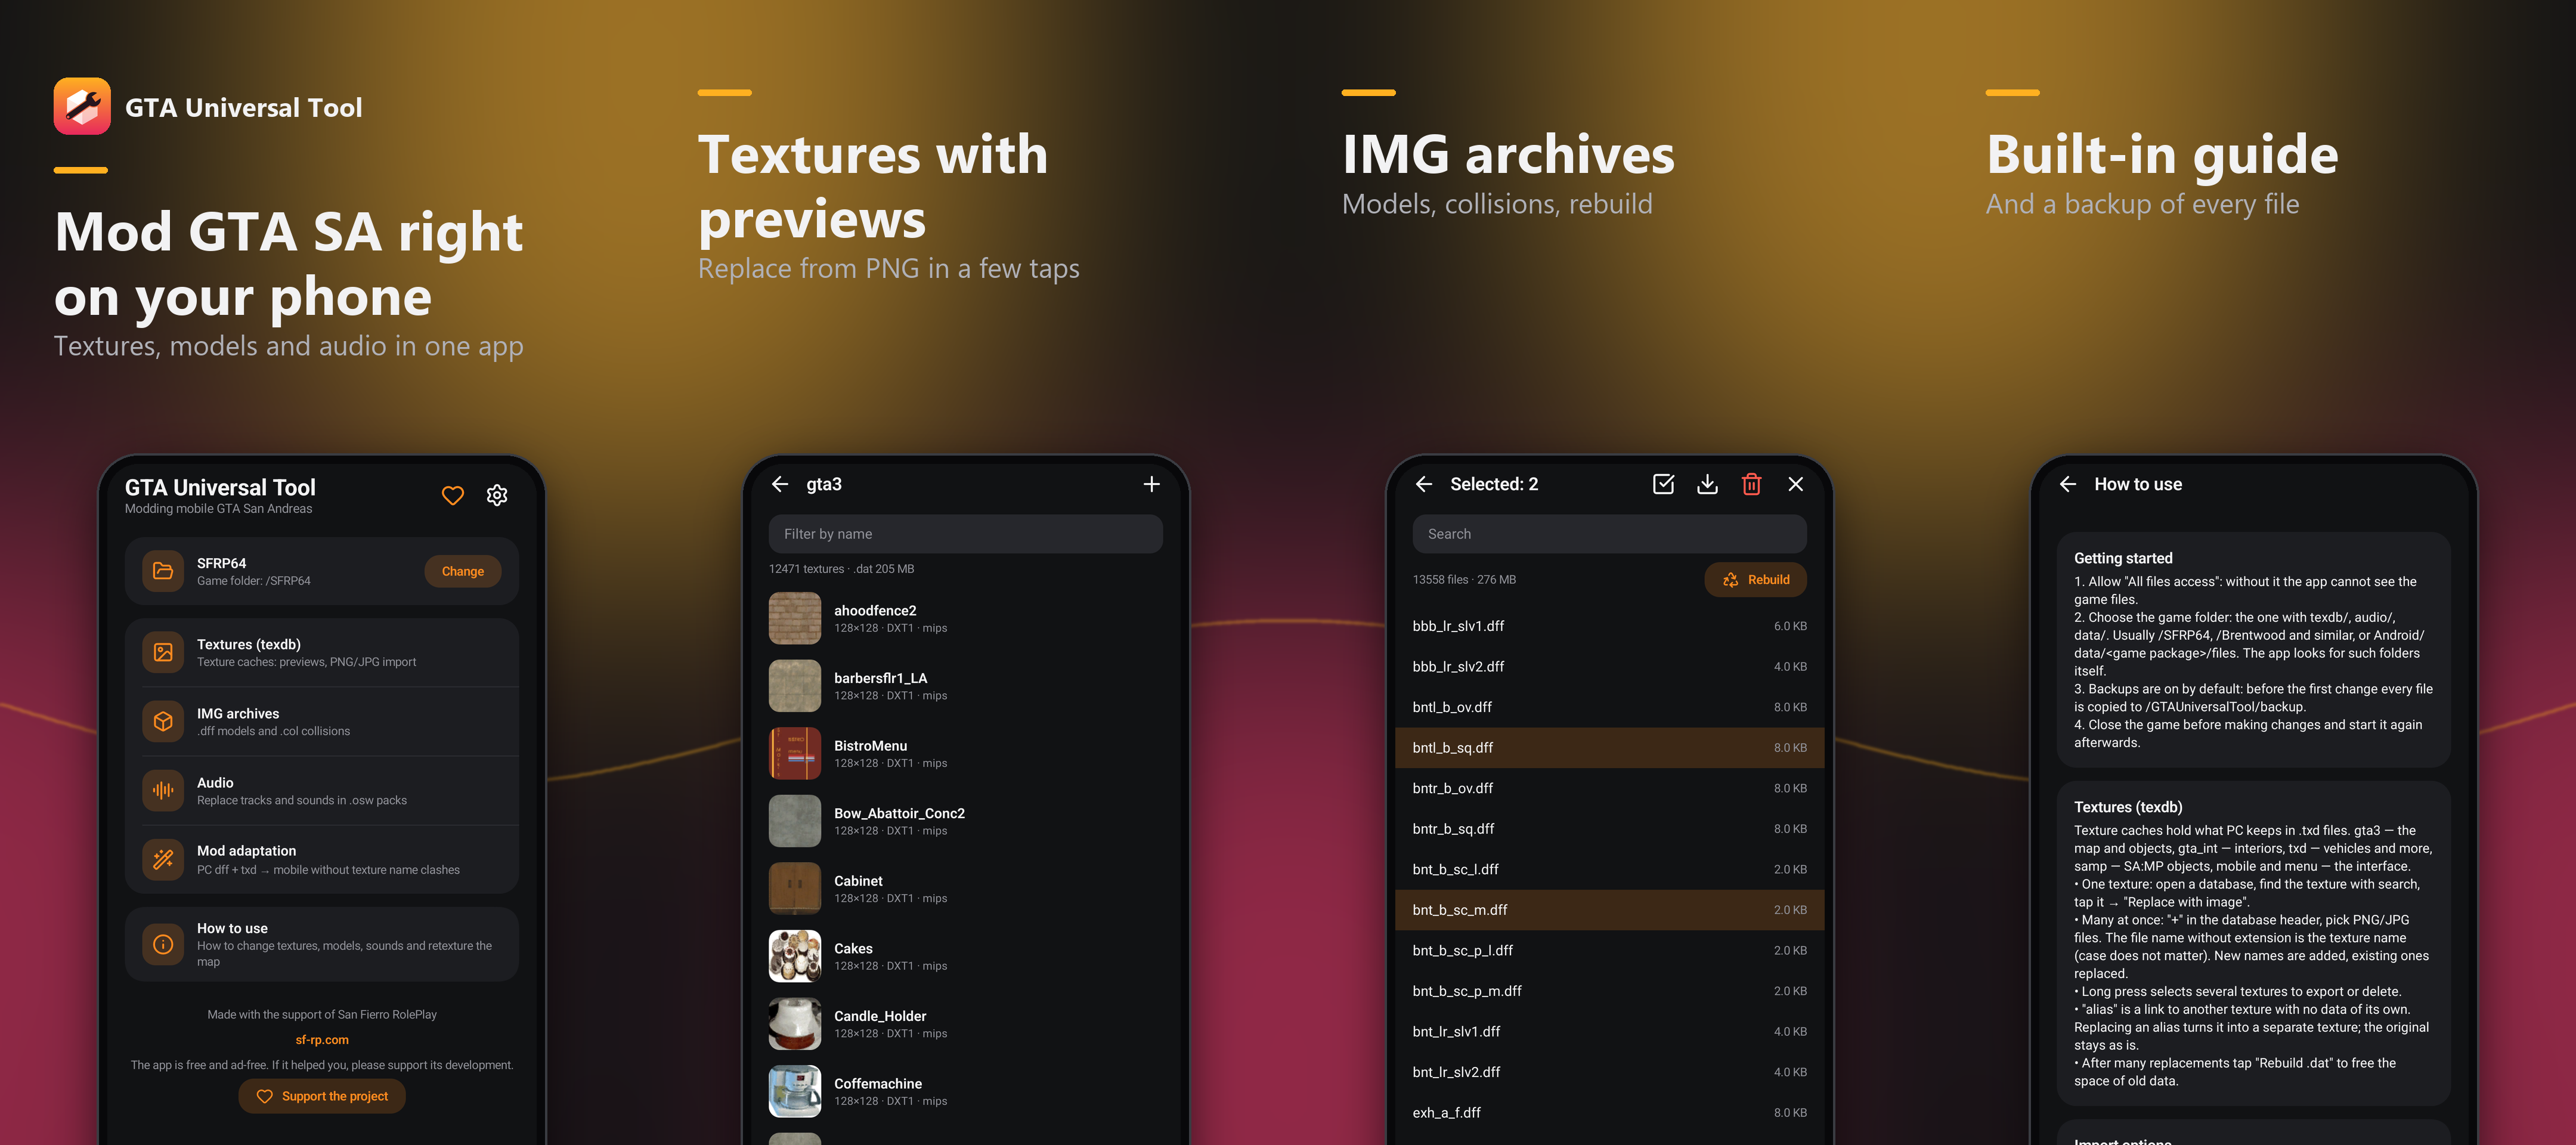 GTA Universal Tool
Mod GTA SA right
on your phone
Textures, models and audio in one app
GTA Universal Tool
Modding mobile GTA San Andreas
SFRP64
Game folder: /SFRP64
Change
Textures (texdb)
Texture caches: previews, PNG/JPG import
IMG archives
.dff models and .col collisions
Audio
Replace tracks and sounds in .osw packs
Mod adaptation
PC dff + txd → mobile without texture name clashes
How to use
How to change textures, models, sounds and retexture the
map
Made with the support of San Fierro RolePlay
sf-rp.com
The app is free and ad-free. If it helped you, please support its development.
Support the project
Textures with
previews
Replace from PNG in a few taps
gta3
Filter by name
12471 textures · .dat 205 MB
ahoodfence2
128×128 · DXT1 · mips
barbersflr1_LA
128×128 · DXT1 · mips
BistroMenu
128×128 · DXT1 · mips
Bow_Abattoir_Conc2
128×128 · DXT1 · mips
Cabinet
128×128 · DXT1 · mips
Cakes
128×128 · DXT1 · mips
Candle_Holder
128×128 · DXT1 · mips
Coffemachine
128×128 · DXT1 · mips
IMG archives
Models, collisions, rebuild
Selected: 2
Search
13558 files · 276 MB
Rebuild
bbb_lr_slv1.dff 6.0 KB
bbb_lr_slv2.dff 4.0 KB
bntl_b_ov.dff 8.0 KB
bntl_b_sq.dff 8.0 KB
bntr_b_ov.dff 8.0 KB
bntr_b_sq.dff 8.0 KB
bnt_b_sc_l.dff 2.0 KB
bnt_b_sc_m.dff 2.0 KB
bnt_b_sc_p_l.dff 2.0 KB
bnt_b_sc_p_m.dff 2.0 KB
bnt_lr_slv1.dff 4.0 KB
bnt_lr_slv2.dff 4.0 KB
exh_a_f.dff 8.0 KB
Built-in guide
And a backup of every file
How to use
Getting started
1. Allow "All files access": without it the app cannot see the
game files.
2. Choose the game folder: the one with texdb/, audio/,
data/. Usually /SFRP64, /Brentwood and similar, or Android/
data/<game package>/files. The app looks for such folders
itself.
3. Backups are on by default: before the first change every file
is copied to /GTAUniversalTool/backup.
4. Close the game before making changes and start it again
afterwards.
Textures (texdb)
Texture caches hold what PC keeps in .txd files. gta3 — the
map and objects, gta_int — interiors, txd — vehicles and more,
samp — SA:MP objects, mobile and menu — the interface.
• One texture: open a database, find the texture with search,
tap it → "Replace with image".
• Many at once: "+" in the database header, pick PNG/JPG
files. The file name without extension is the texture name
(case does not matter). New names are added, existing ones
replaced.
• Long press selects several textures to export or delete.
• "alias" is a link to another texture with no data of its own.
Replacing an alias turns it into a separate texture; the original
stays as is.
• After many replacements tap "Rebuild .dat" to free the
space of old data.
Import options